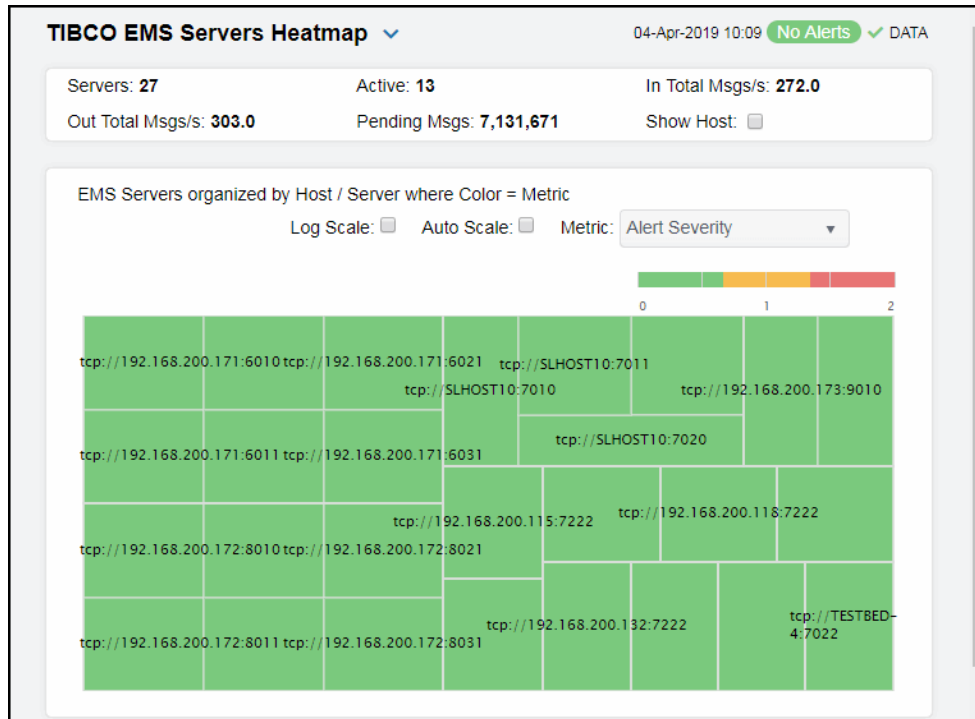 TIBCO EMS Servers Heatmap
04-Apr-2019 10:09 No Alerts DATA
Servers: 27 Active: 13 In Total Msgs/s: 272.0
Out Total Msgs/s: 303.0 Pending Msgs: 7,131,671 Show Host:
EMS Servers organized by Host / Server where Color = Metric
Log Scale: Auto Scale: Metric: Alert Severity
0 1 2
tcp://192.168.200.171:6010 tcp://192.168.200.171:6021 tcp://SLHOST10:7011
tcp://SLHOST10:7010 tcp://192.168.200.173:9010
tcp://SLHOST10:7020
tcp://192.168.200.171:6011 tcp://192.168.200.171:6031
tcp://192.168.200.115:7222 tcp://192.168.200.118:7222
tcp://192.168.200.172:8010 tcp://192.168.200.172:8021
tcp://192.168.200.132:7222 tcp://TESTBED-
4:7022
tcp://192.168.200.172:8011 tcp://192.168.200.172:8031